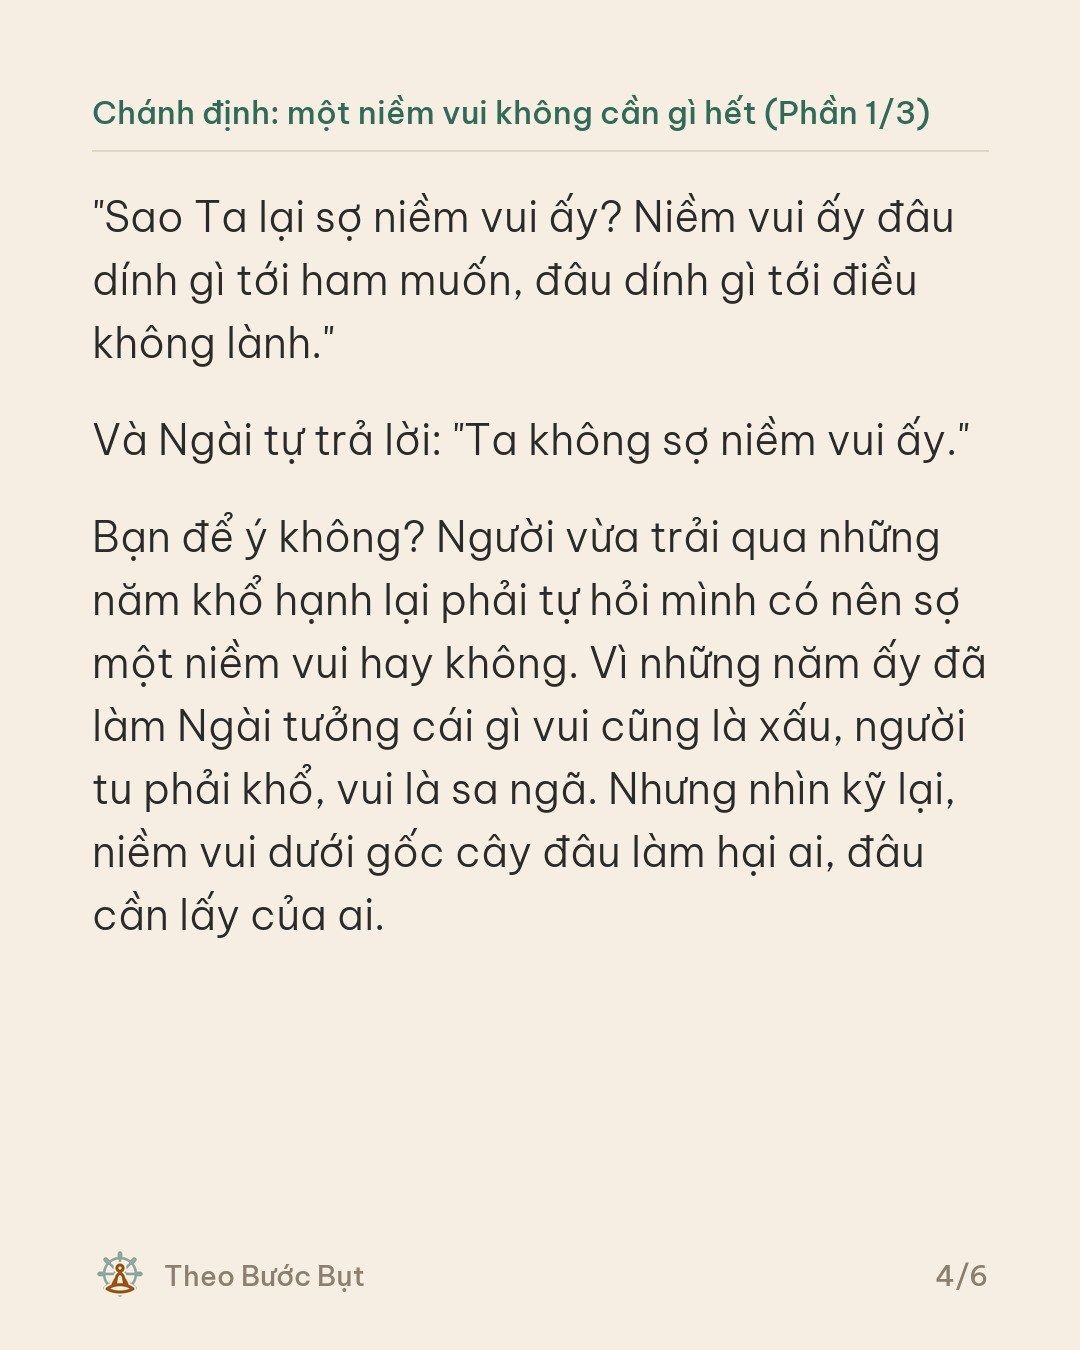 Chánh định: một niềm vui không cần gì hết (Phần 1/3)
"Sao Ta lại sợ niềm vui ấy? Niềm vui ấy đâu
dính gì tới ham muốn, đâu dính gì tới điều
không lành."
Và Ngài tự trả lời: "Ta không sợ niềm vui ấy."
Bạn để ý không? Người vừa trải qua những
năm khổ hạnh lại phải tự hỏi mình có nên sợ
một niềm vui hay không. Vì những năm ấy đã
làm Ngài tưởng cái gì vui cũng là xấu, người
tu phải khổ, vui là sa ngã. Nhưng nhìn kỹ lại,
niềm vui dưới gốc cây đâu làm hại ai, đâu
cần lấy của ai.
Theo Bước Bụt
4/6